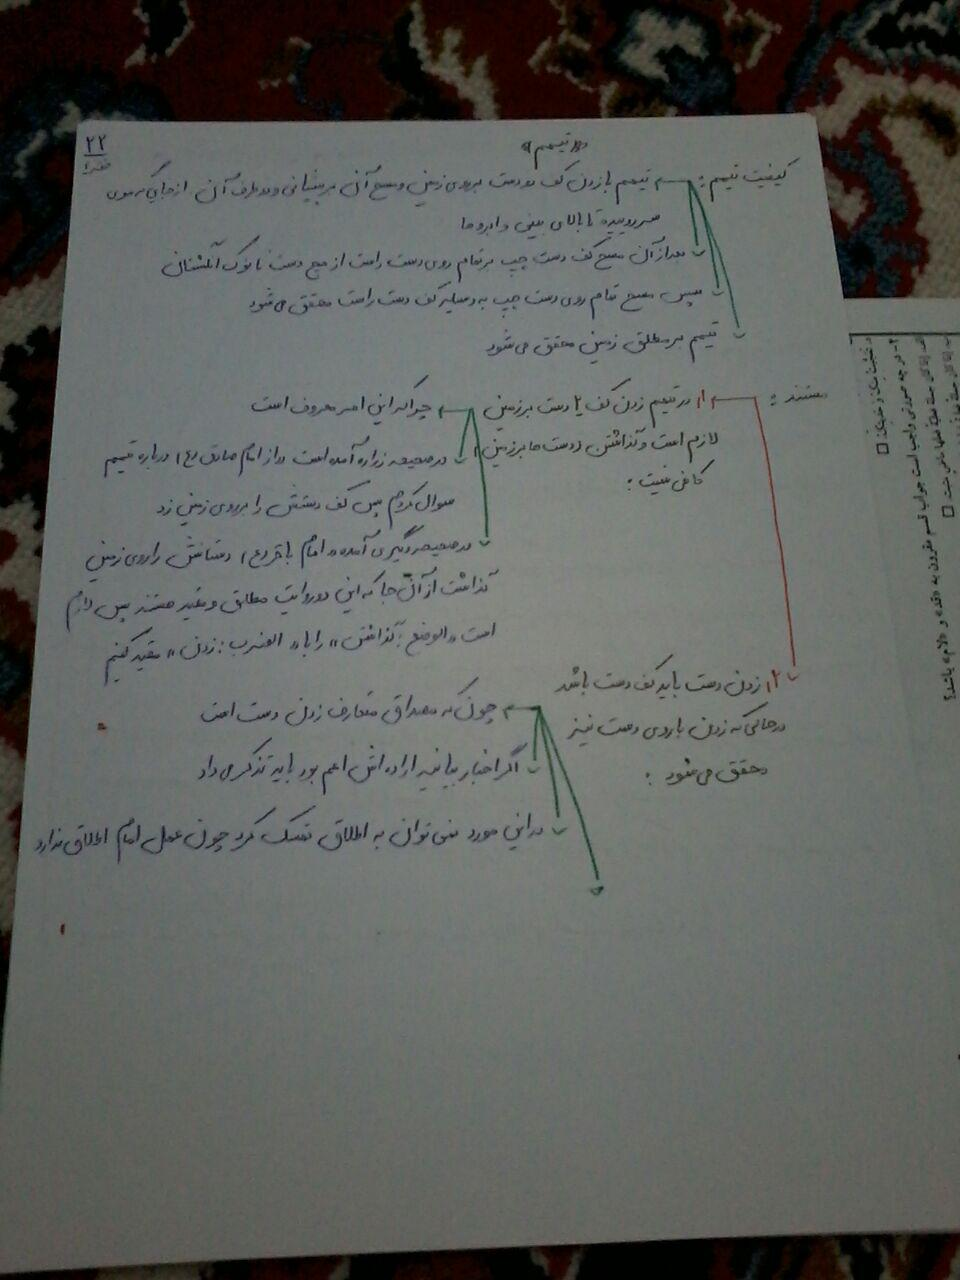 «تیمم»
۲۲
فقه ۱
کیفیت تیمم : تیمم با زدن کف دو دست بر روی زمین و مسح آن بر پیشانی و دو طرف آن از جایگاه موی
سر روییده تا بالای بینی و ابروها
بعد از آن مسح کف دست چپ بر تمام روی دست راست از مچ دست تا نوک انگشتان
سپس مسح تمام روی دست چپ به وسیله کف دست راست محقق می شود
تیمم بر مطلق زمین محقق می شود
مستند :
۱) در تیمم زدن کف ۲ دست بر زمین
لازم است و گذاشتن (دست ها بر زمین)
کافی نیست :
چرا که این امر معروف است
در صحیحه زراره آمده است «از امام صادق (ع) درباره تیمم
سوال کردم پس کف دستش را بر روی زمین زد
در صحیحه دیگری آمده «امام باقر (ع) دستانش را روی زمین
گذاشت از آن جا که این دو روایت مطلق و مقید هستند پس لازم
است «الوضع : گذاشتن» را با «الضرب : زدن» مقید کنیم
۲) زدن دست باید کف دست باشد
در حالی که زدن با روی دست نیز
محقق می شود :
چون که مصداق متعارف زدن دست است
اگر اخبار بیانیه اراده اش اعم بود باید تذکر می داد
در این مورد نمی توان به اطلاق تمسک کرد چون عمل امام اطلاق ندارد